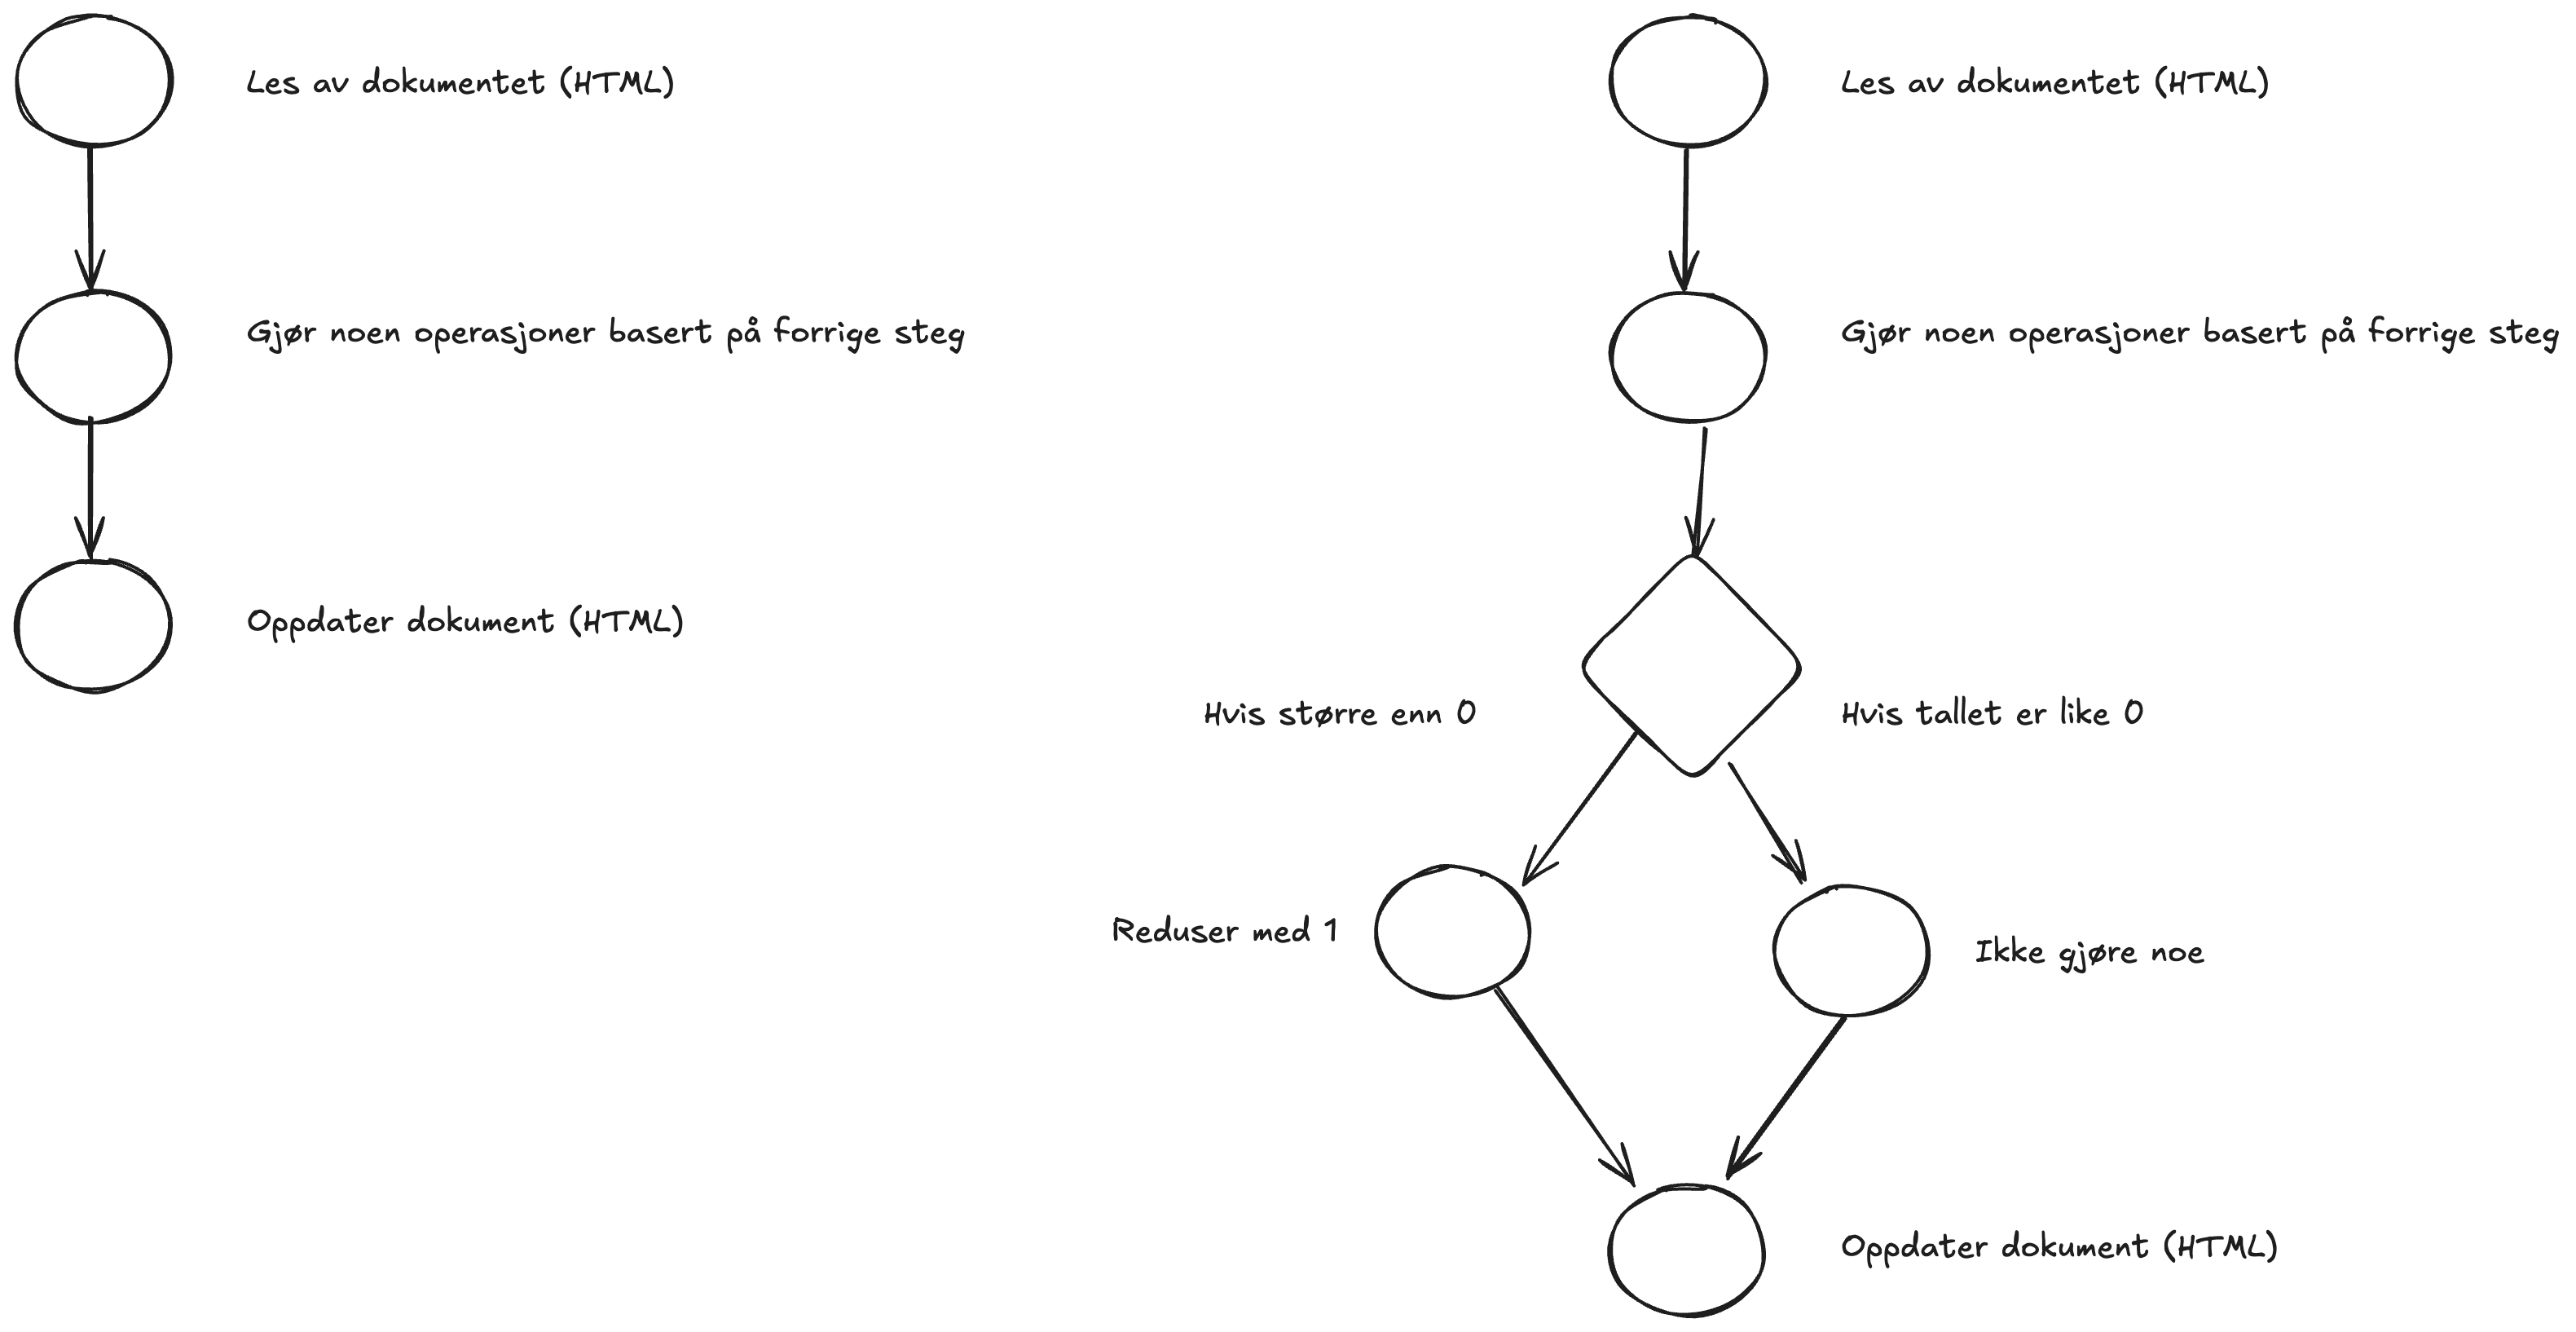 Les av dokumentet (HTML)
Gjør noen operasjoner basert på forrige steg
Oppdater dokument (HTML)
Les av dokumentet (HTML)
Gjør noen operasjoner basert på forrige steg
Hvis større enn 0
Hvis tallet er like 0
Reduser med 1
Ikke gjøre noe
Oppdater dokument (HTML)